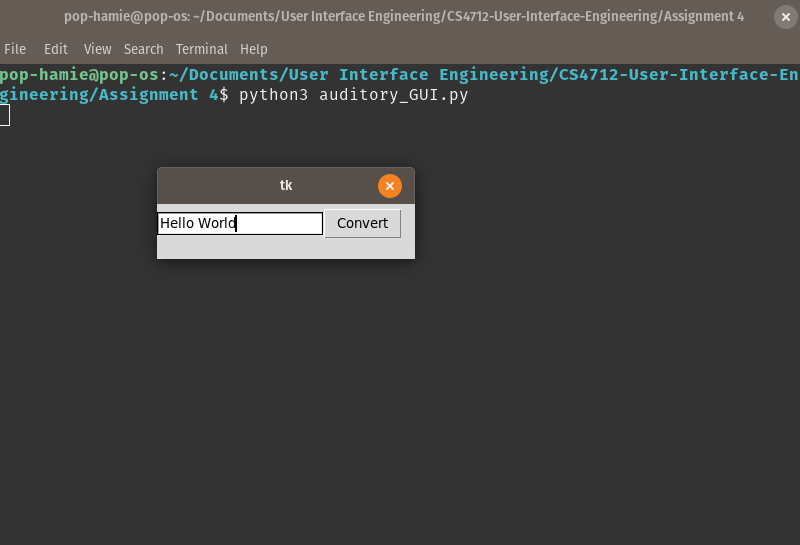 pop-hamie@pop-os: ~/Documents/User Interface Engineering/CS4712-User-Interface-Engineering/Assignment 4
File Edit View Search Terminal Help
pop-hamie@pop-os:~/Documents/User Interface Engineering/CS4712-User-Interface-En
gineering/Assignment 4$ python3 auditory_GUI.py
tk
Hello World Convert